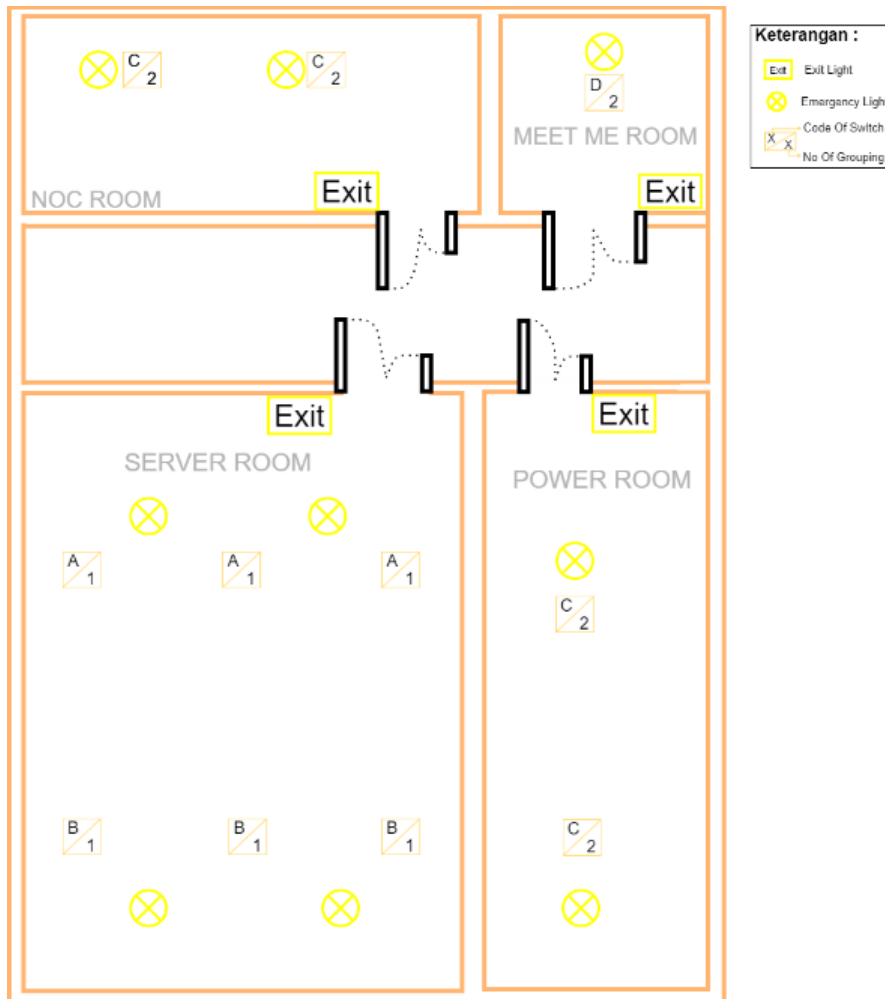 Keterangan :
Exit Exit Light
Emergency Ligh
Code Of Switch
X X
No Of Grouping
C 2
C 2
D 2
MEET ME ROOM
NOC ROOM
Exit
Exit
Exit
Exit
SERVER ROOM
POWER ROOM
A 1
A 1
A 1
C 2
B 1
B 1
B 1
C 2